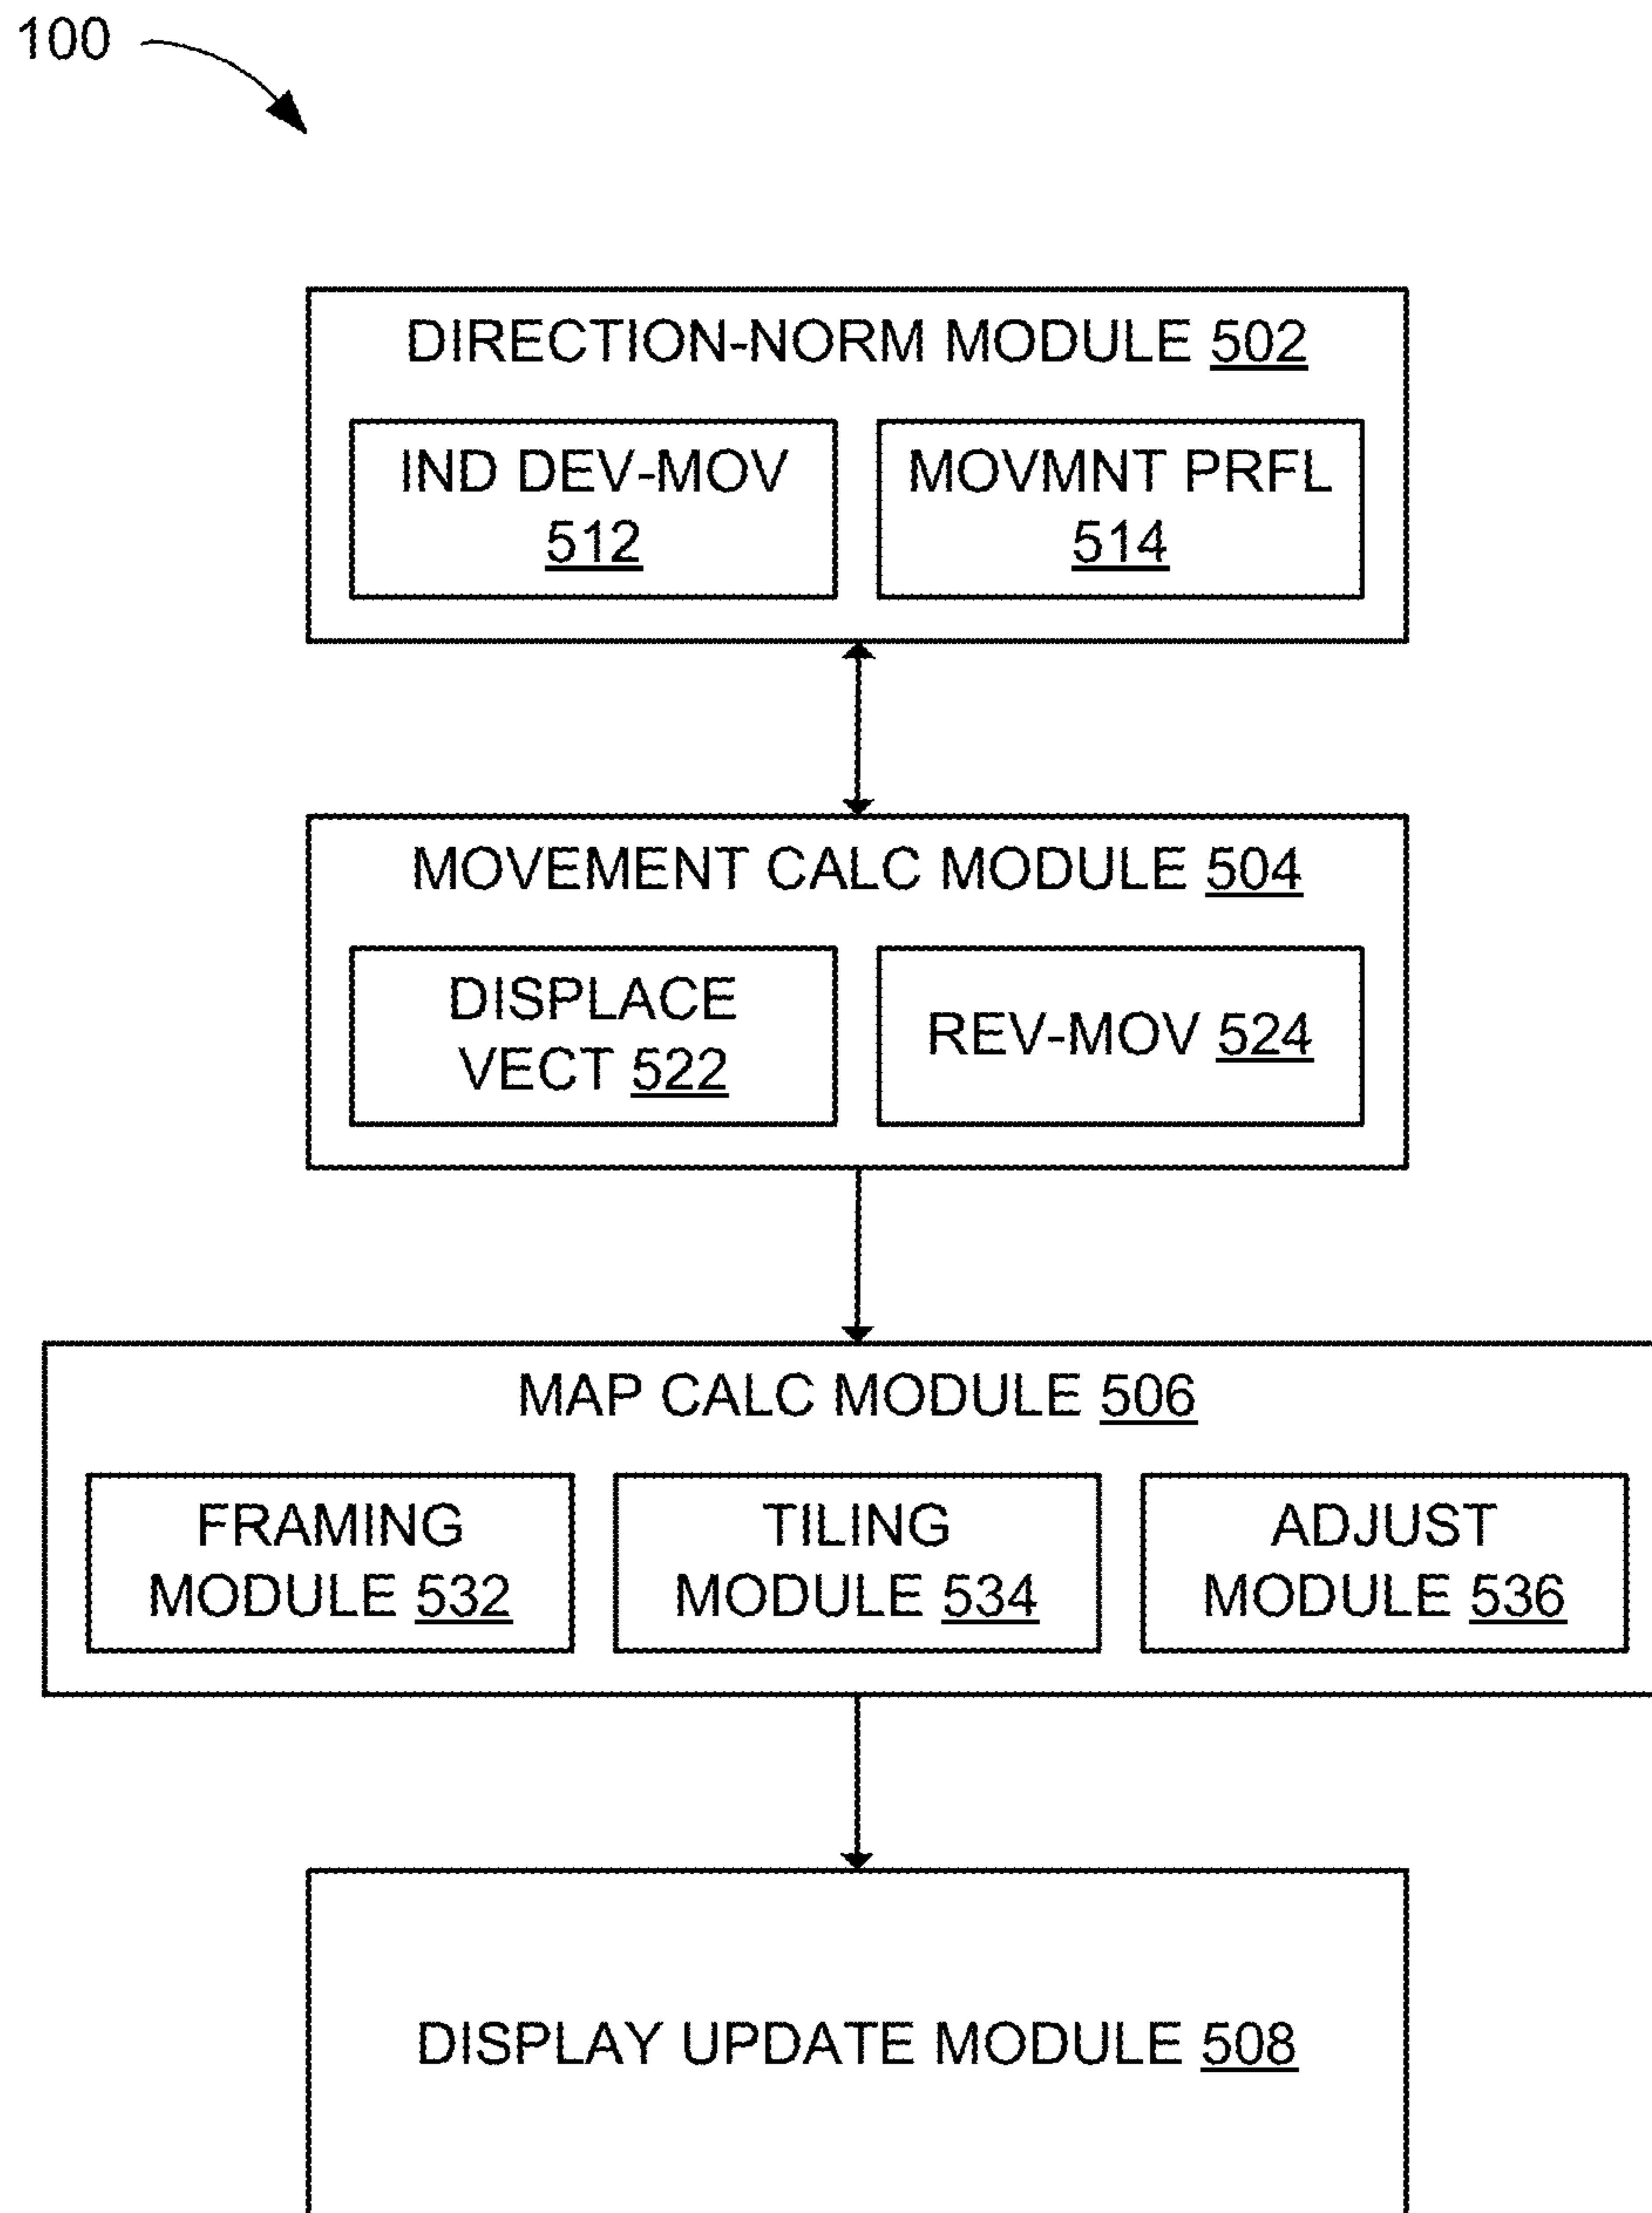 100
DIRECTION-NORM MODULE 502
IND DEV-MOV
512
MOVMNT PRFL
514
MOVEMENT CALC MODULE 504
DISPLACE
VECT 522
REV-MOV 524
MAP CALC MODULE 506
FRAMING
MODULE 532
TILING
MODULE 534
ADJUST
MODULE 536
DISPLAY UPDATE MODULE 508